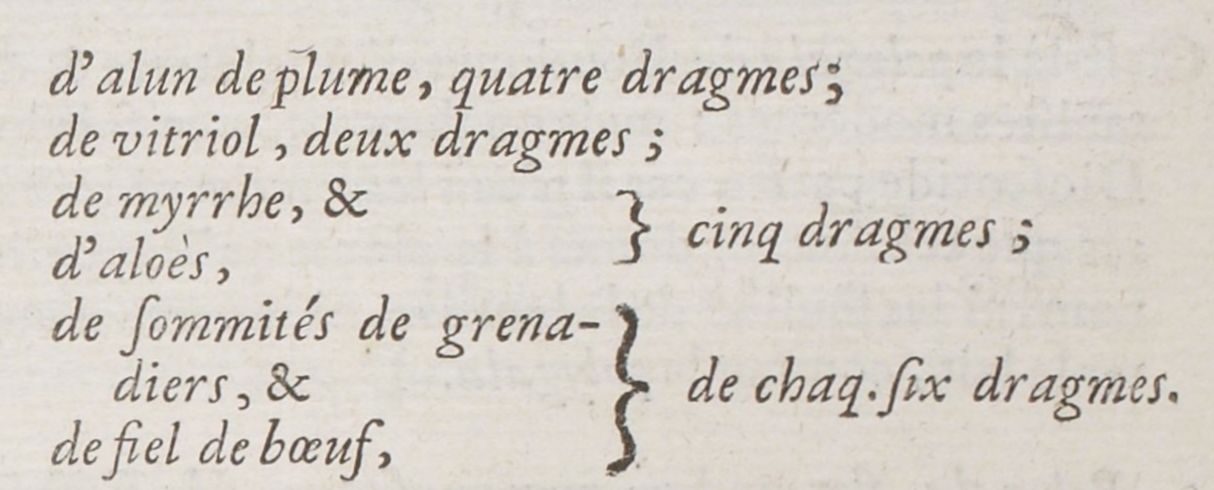 d'alun de plume, quatre dragmes;
de vitriol, deux dragmes;
de myrrhe, &
d'aloès,
} cinq dragmes;
de ſommités de grena-
diers, &
de fiel de bœuf,
} de chaq. ſix dragmes.